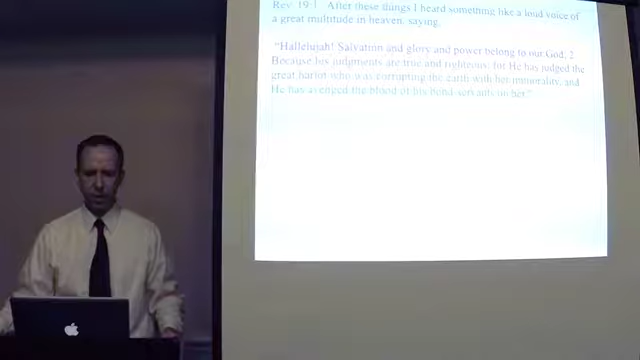 Rev. 19:1 After these things I heard something like a loud voice of
a great multitude in heaven, saying,
"Hallelujah! Salvation and glory and power belong to our God; 2
Because his judgments are true and righteous; for He has judged the
great harlot who was corrupting the earth with her immorality, and
He has avenged the blood of his bond-servants on her."